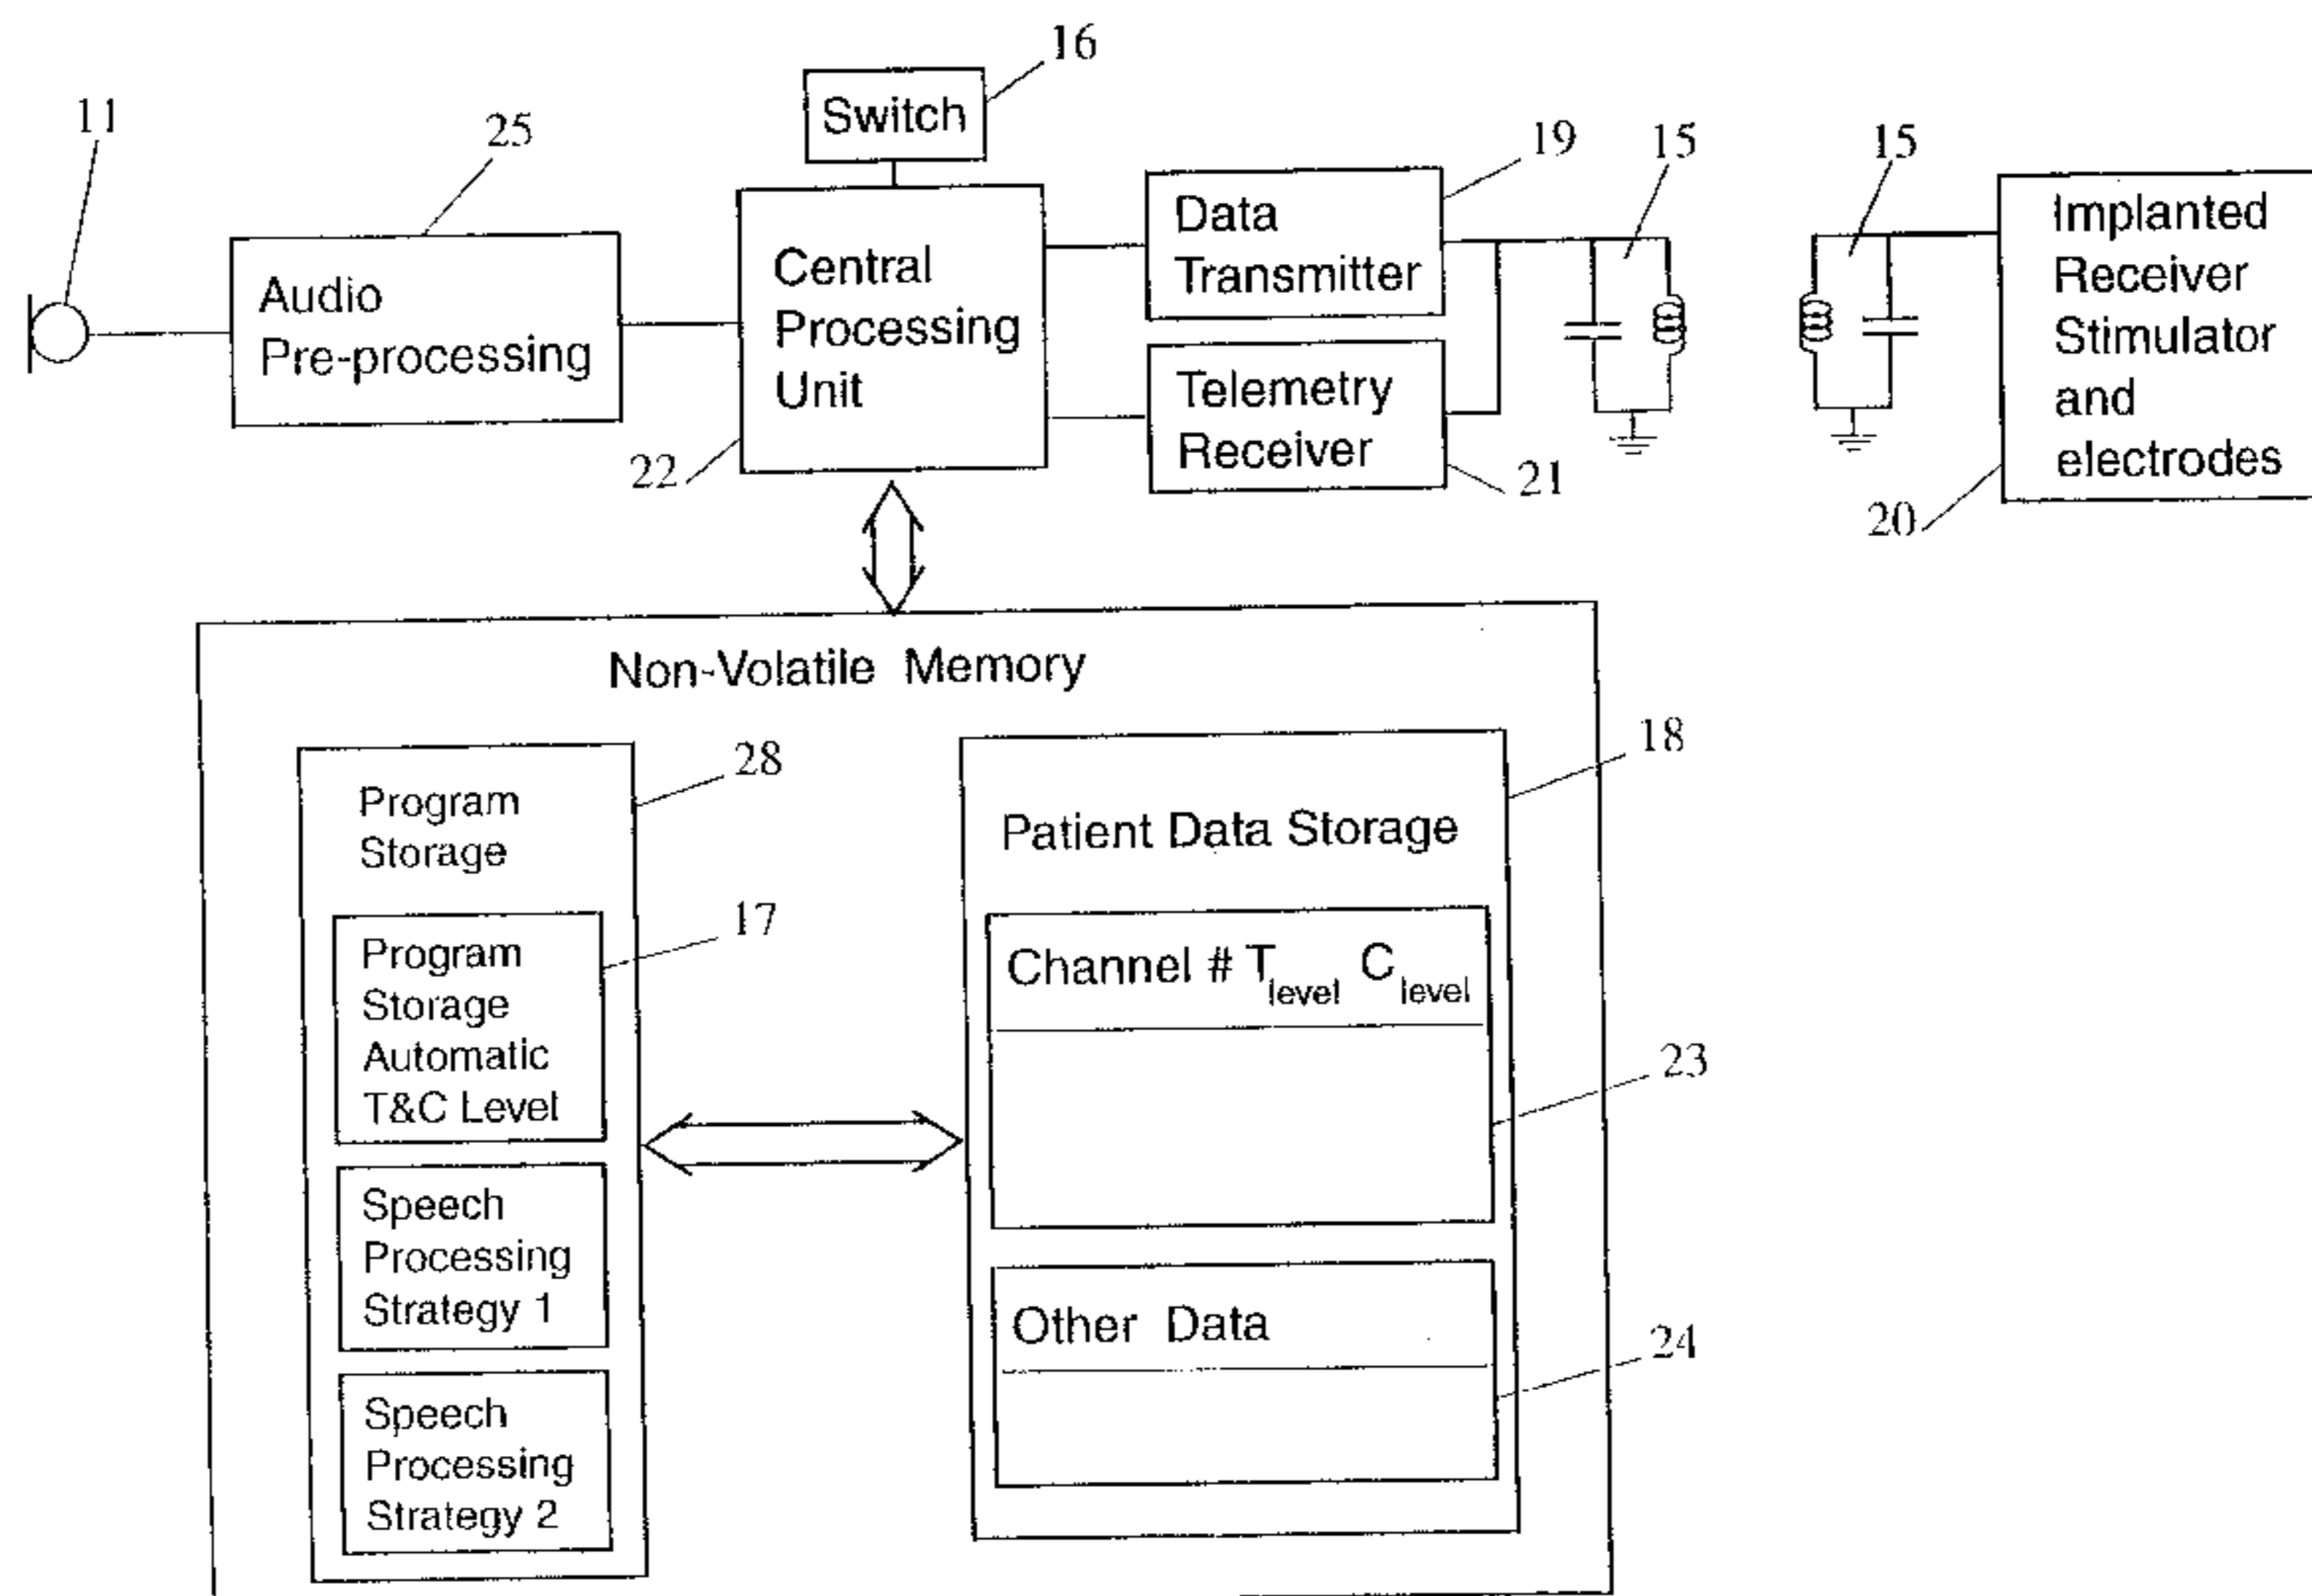 16
11
25
Switch
19
15
15
Audio
Pre-processing
Central
Processing
Unit
Data
Transmitter
Telemetry
Receiver
Implanted
Receiver
Stimulator
and
electrodes
22
21
20
Non-Volatile Memory
28
18
Program
Storage
17
Program
Storage
Automatic
T&C Level
Speech
Processing
Strategy 1
Speech
Processing
Strategy 2
Patient Data Storage
Channel # Tlevel Clevel
23
Other Data
24